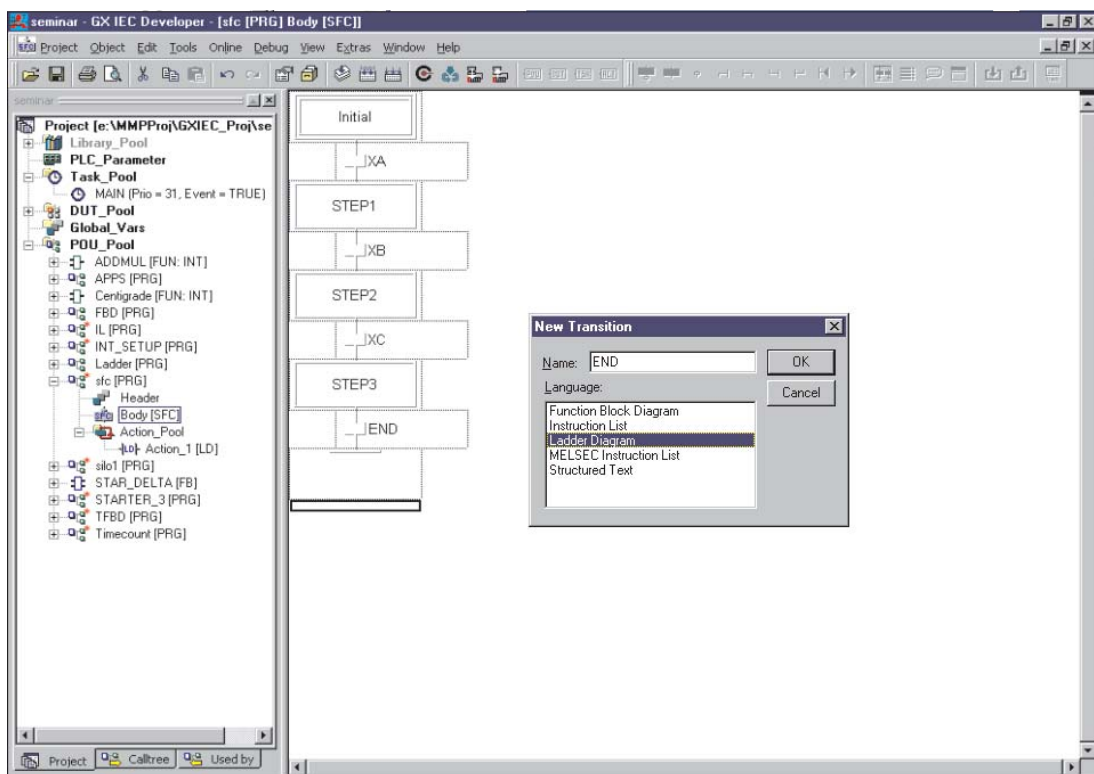 seminar - GX IEC Developer - [sfc [PRG] Body [SFC]]
Project Object Edit Tools Online Debug View Extras Window Help
seminar
Project [e:\MMPProj\GXIEC_Proj\se
Library_Pool
PLC_Parameter
Task_Pool
MAIN (Prio = 31, Event = TRUE)
DUT_Pool
Global_Vars
POU_Pool
ADDMUL [FUN: INT]
APPS [PRG]
Centigrade [FUN: INT]
FBD [PRG]
IL [PRG]
INT_SETUP [PRG]
Ladder [PRG]
sfc [PRG]
Header
Body [SFC]
Action_Pool
Action_1 [LD]
silo1 [PRG]
STAR_DELTA [FB]
STARTER_3 [PRG]
TFBD [PRG]
Timecount [PRG]
Project Calltree Used by
Initial
XA
STEP1
XB
STEP2
XC
STEP3
END
New Transition
Name: END
OK
Language:
Cancel
Function Block Diagram
Instruction List
Ladder Diagram
MELSEC Instruction List
Structured Text